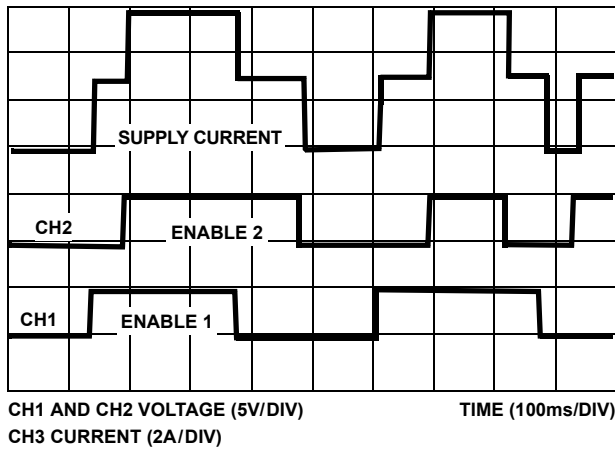 SUPPLY CURRENT
CH2
ENABLE 2
CH1
ENABLE 1
CH1 AND CH2 VOLTAGE (5V/DIV)
TIME (100ms/DIV)
CH3 CURRENT (2A/DIV)